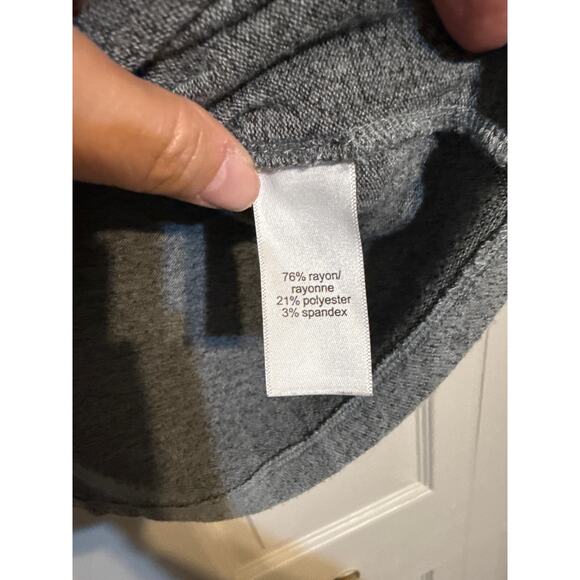 76% rayon/
rayonne
21% polyester
3% spandex